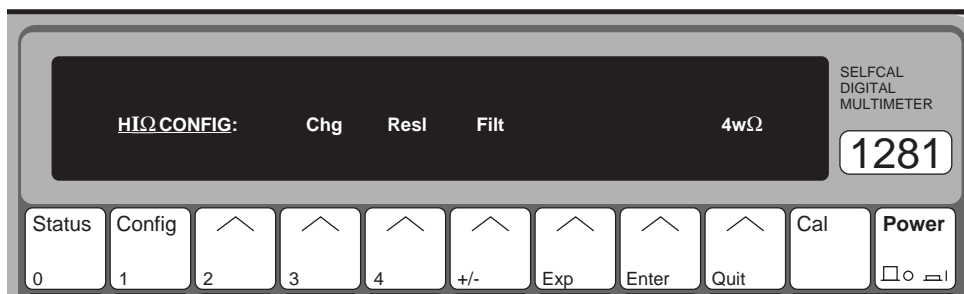 SELFCAL
DIGITAL
MULTIMETER
HIΩ CONFIG: Chg Resl Filt 4wΩ
1281
Status Config Cal Power
0 1 2 3 4 +/- Exp Enter Quit